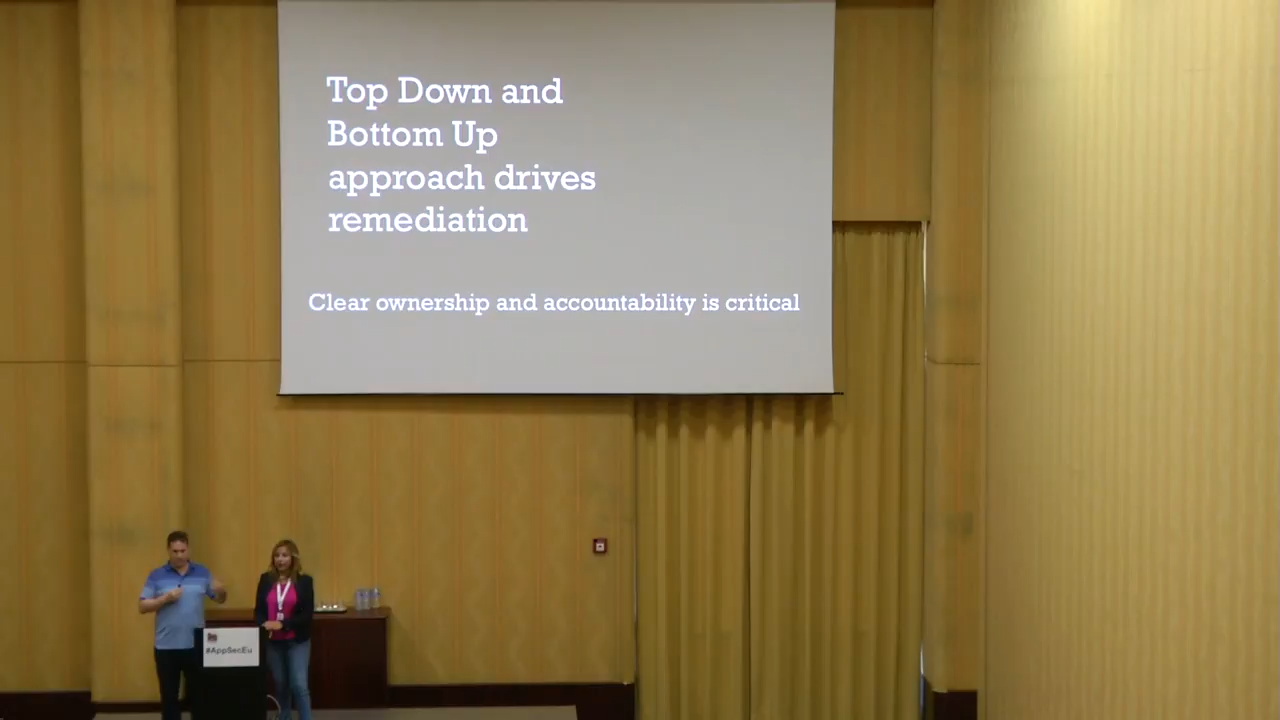 Top Down and
Bottom Up
approach drives
remediation
Clear ownership and accountability is critical
#AppSecEu